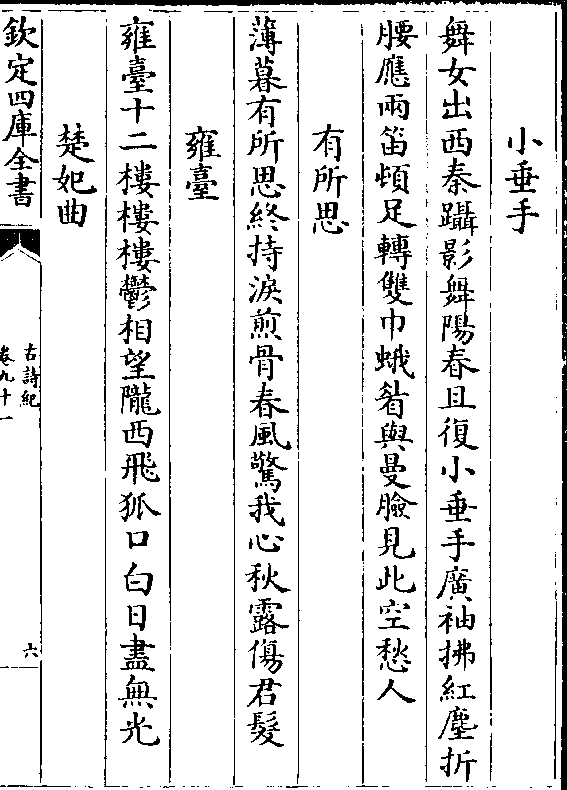 小垂手
舞女出西秦躡影舞陽春且復小垂手廣袖拂紅塵折
腰應兩笛頓足轉雙巾蛾眉與曼臉見此空愁人
有所思
薄暮有所思終持淚煎骨春風驚我心秋露傷君髮
雍臺
雍臺十二樓樓樓鬱相望隴西飛狐口白日盡無光
楚妃曲
欽定四庫全書
古詩紀
卷九十一
六